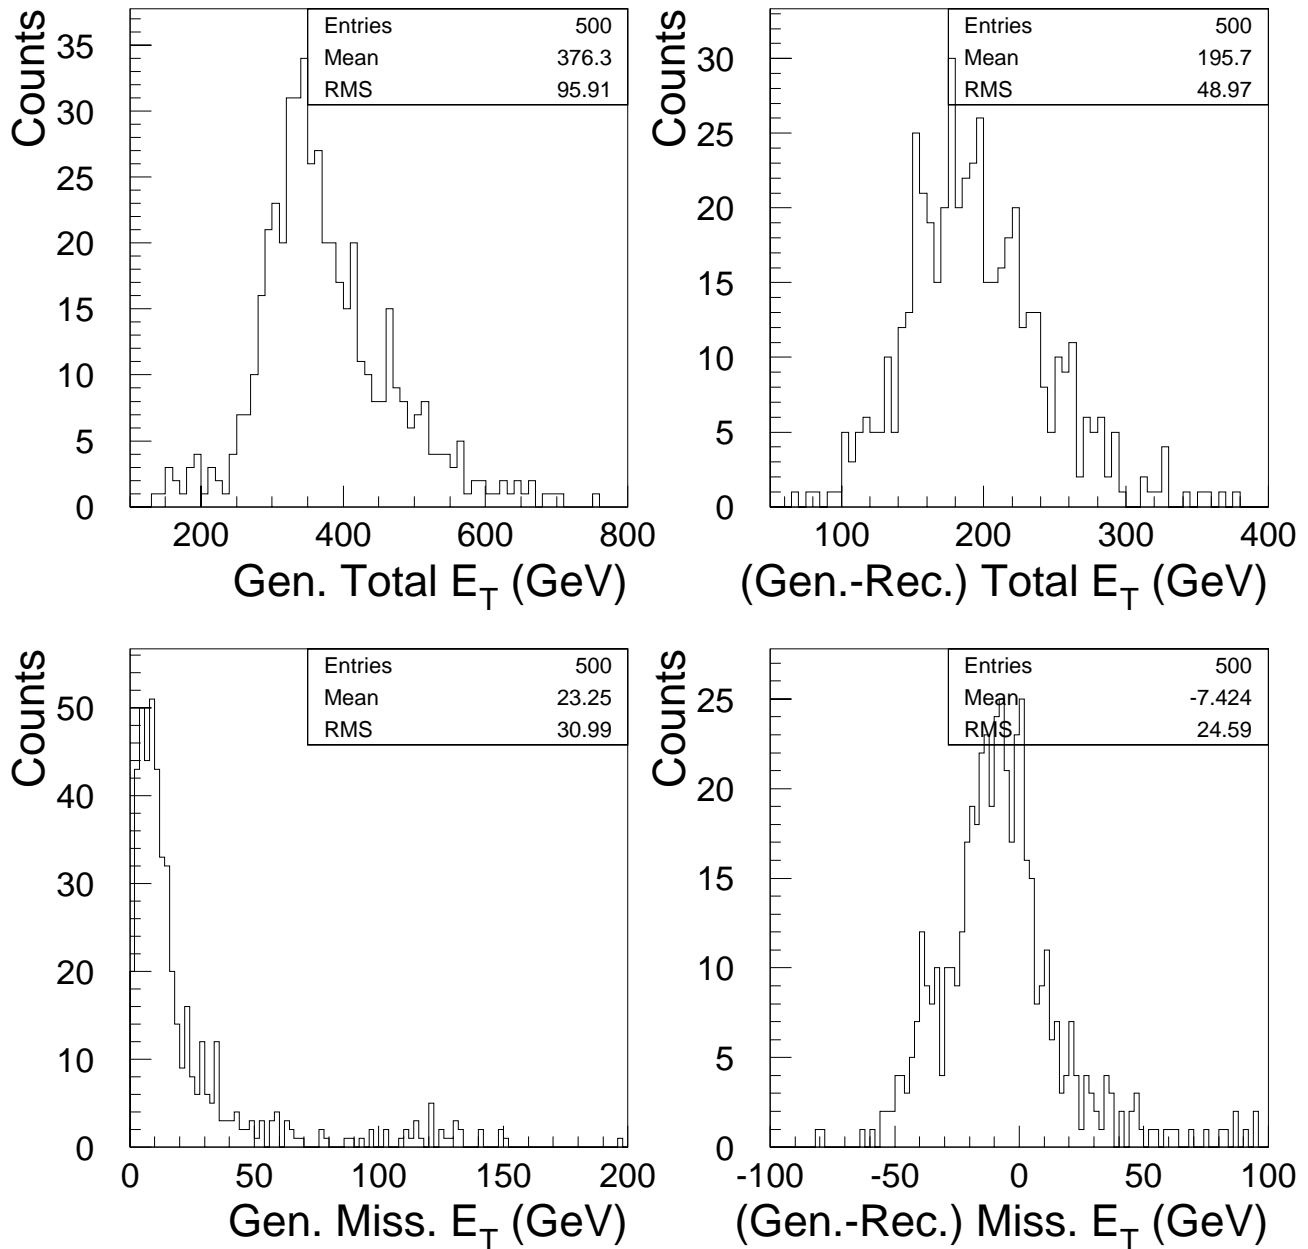 Counts
Entries 500
Mean 376.3
RMS 95.91
35
30
25
20
15
10
5
0
200 400 600 800
Gen. Total E_T (GeV)
Counts
Entries 500
Mean 195.7
RMS 48.97
30
25
20
15
10
5
0
100 200 300 400
(Gen.-Rec.) Total E_T (GeV)
Counts
Entries 500
Mean 23.25
RMS 30.99
50
40
30
20
10
0
0 50 100 150 200
Gen. Miss. E_T (GeV)
Counts
Entries 500
Mean -7.424
RMS 24.59
25
20
15
10
5
0
-100 -50 0 50 100
(Gen.-Rec.) Miss. E_T (GeV)